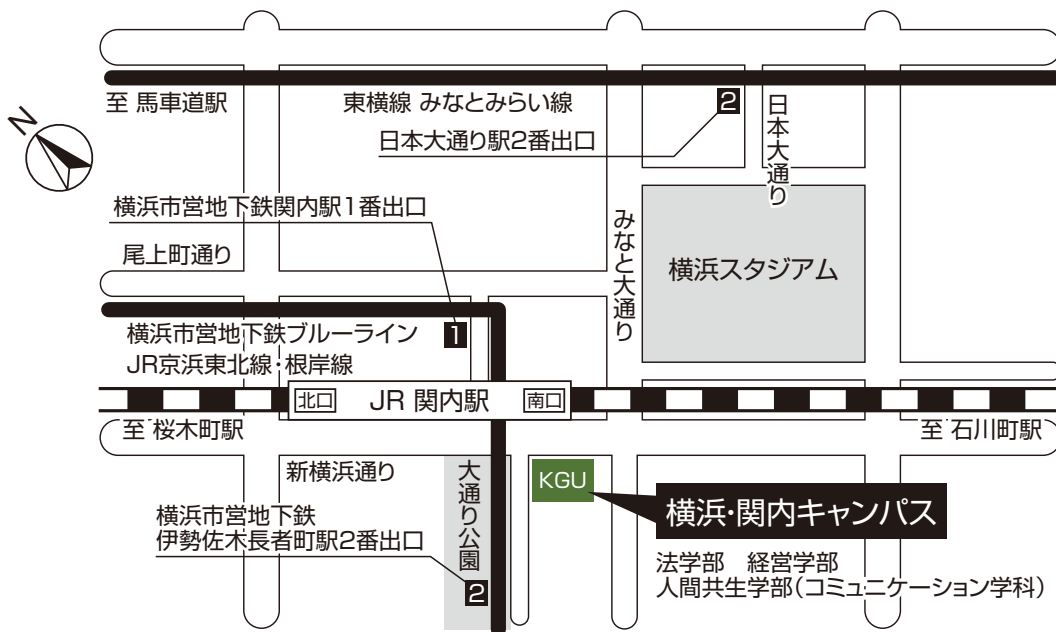 至 馬車道駅
東横線 みなとみらい線
2
日本大通り駅2番出口
日本大通り
N
横浜市営地下鉄関内駅1番出口
尾上町通り
みなと大通り
横浜スタジアム
横浜市営地下鉄ブルーライン
1
JR京浜東北線・根岸線
北口
JR 関内駅
南口
至 桜木町駅
至 石川町駅
新横浜通り
大通り公園
KGU
横浜・関内キャンパス
横浜市営地下鉄
伊勢佐木長者町駅2番出口
2
法学部 経営学部
人間共生学部(コミュニケーション学科)